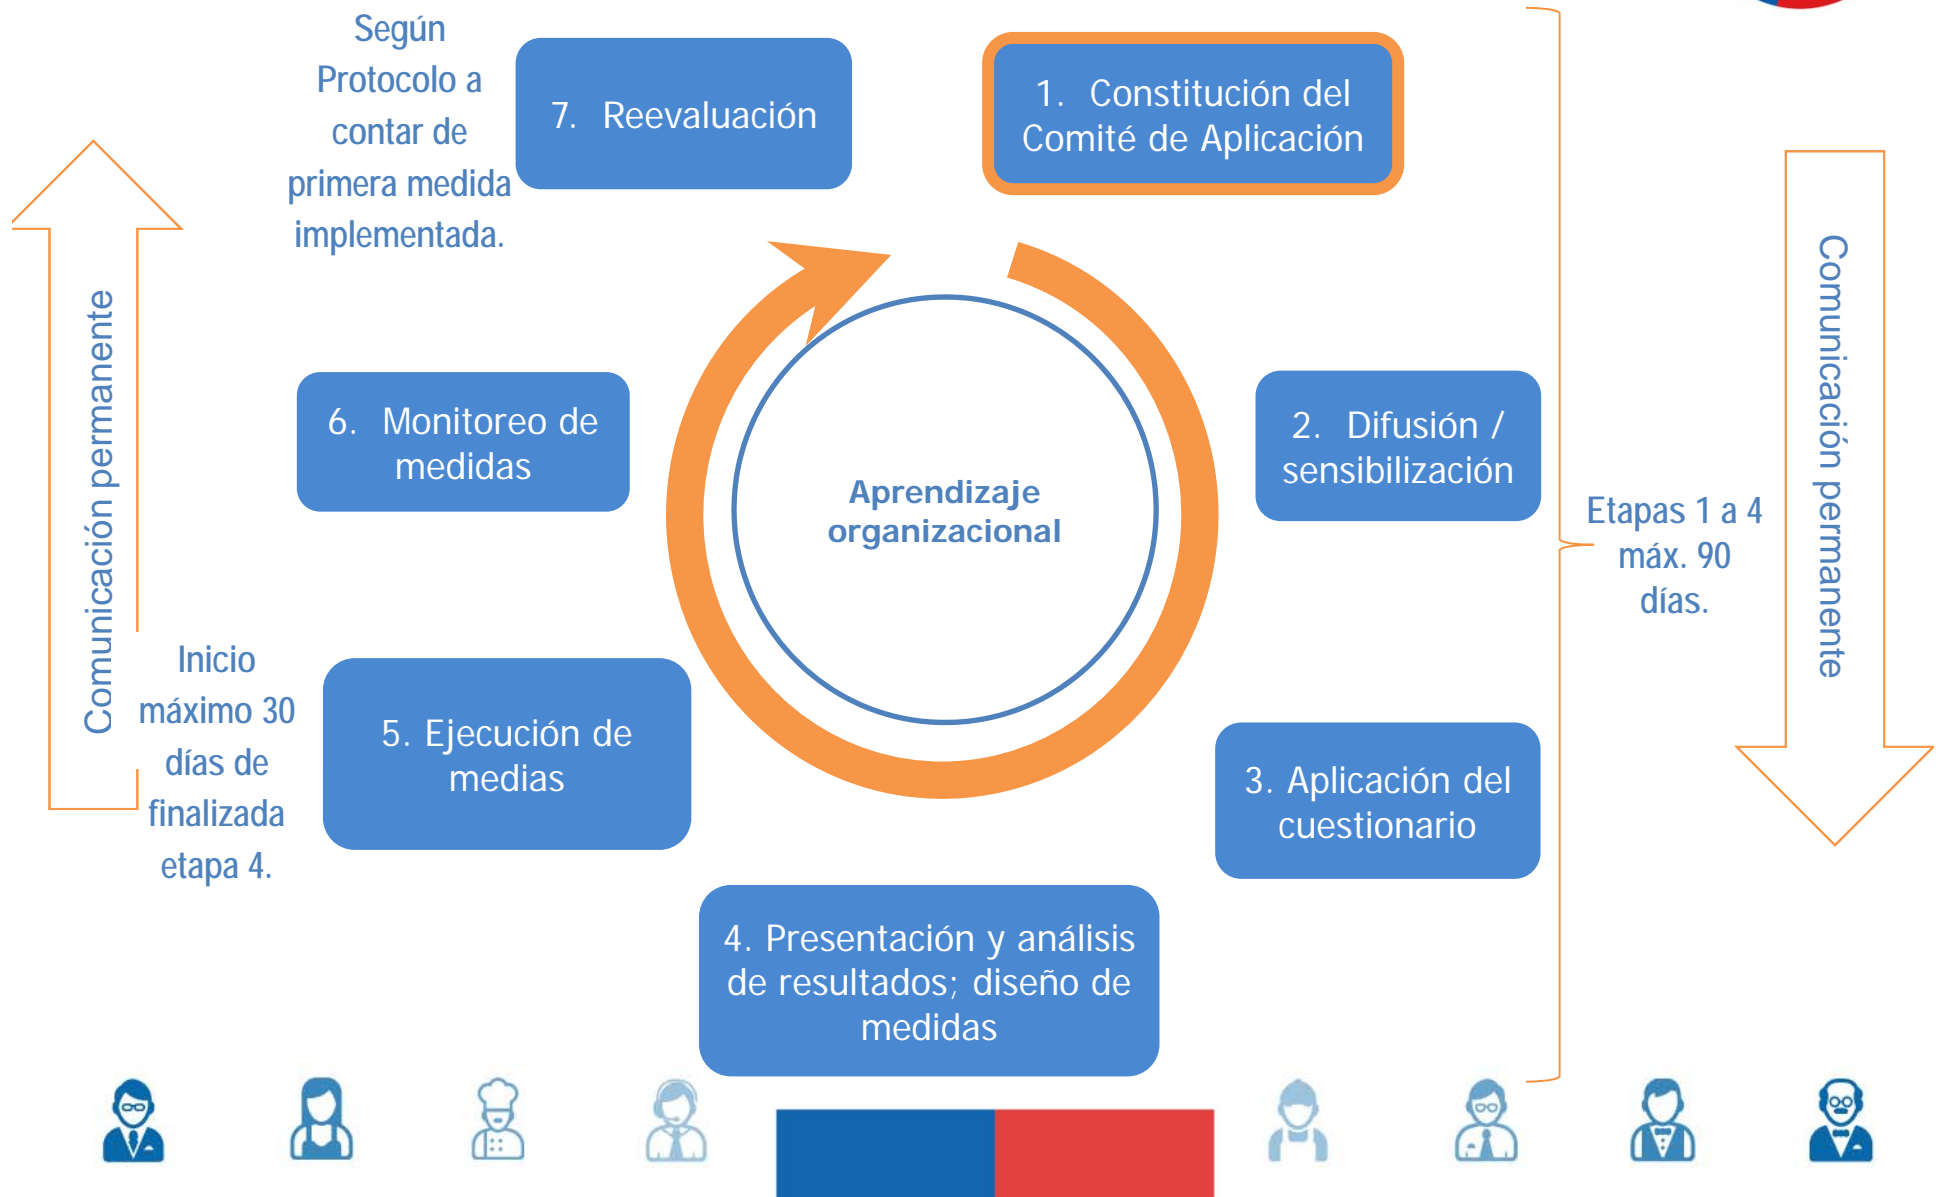 Según
Protocolo a
contar de
primera medida
implementada.
7. Reevaluación
1. Constitución del
Comité de Aplicación
Comunicación permanente
Comunicación permanente
6. Monitoreo de
medidas
2. Difusión /
sensibilización
Aprendizaje
organizacional
Etapas 1 a 4
máx. 90
días.
Inicio
máximo 30
días de
finalizada
etapa 4.
5. Ejecución de
medias
3. Aplicación del
cuestionario
4. Presentación y análisis
de resultados; diseño de
medidas